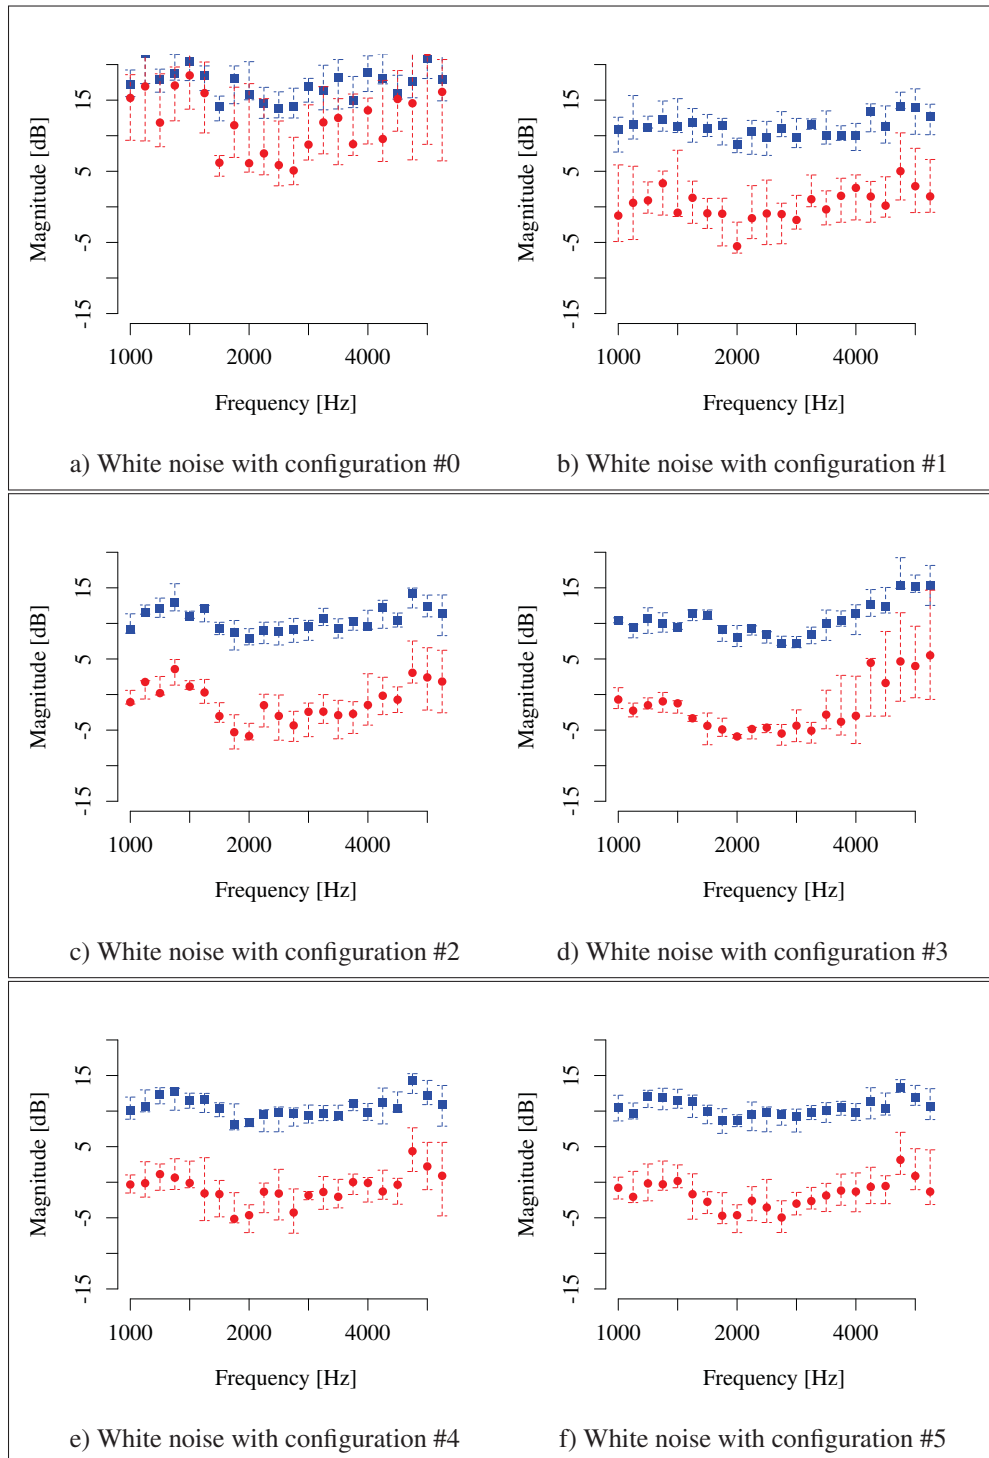 15
5
-5
-15
Magnitude [dB]
1000 2000 4000
Frequency [Hz]
a) White noise with configuration #0
15
5
-5
-15
Magnitude [dB]
1000 2000 4000
Frequency [Hz]
b) White noise with configuration #1
15
5
-5
-15
Magnitude [dB]
1000 2000 4000
Frequency [Hz]
c) White noise with configuration #2
15
5
-5
-15
Magnitude [dB]
1000 2000 4000
Frequency [Hz]
d) White noise with configuration #3
15
5
-5
-15
Magnitude [dB]
1000 2000 4000
Frequency [Hz]
e) White noise with configuration #4
15
5
-5
-15
Magnitude [dB]
1000 2000 4000
Frequency [Hz]
f) White noise with configuration #5